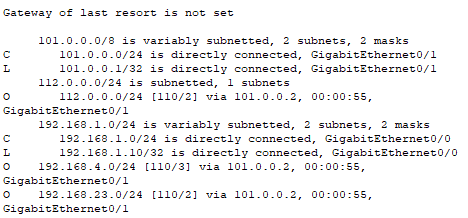 Gateway of last resort is not set
101.0.0.0/8 is variably subnetted, 2 subnets, 2 masks
C 101.0.0.0/24 is directly connected, GigabitEthernet0/1
L 101.0.0.1/32 is directly connected, GigabitEthernet0/1
112.0.0.0/24 is subnetted, 1 subnets
O 112.0.0.0/24 [110/2] via 101.0.0.2, 00:00:55,
GigabitEthernet0/1
192.168.1.0/24 is variably subnetted, 2 subnets, 2 masks
C 192.168.1.0/24 is directly connected, GigabitEthernet0/0
L 192.168.1.10/32 is directly connected, GigabitEthernet0/0
O 192.168.4.0/24 [110/3] via 101.0.0.2, 00:00:55,
GigabitEthernet0/1
O 192.168.23.0/24 [110/2] via 101.0.0.2, 00:00:55,
GigabitEthernet0/1